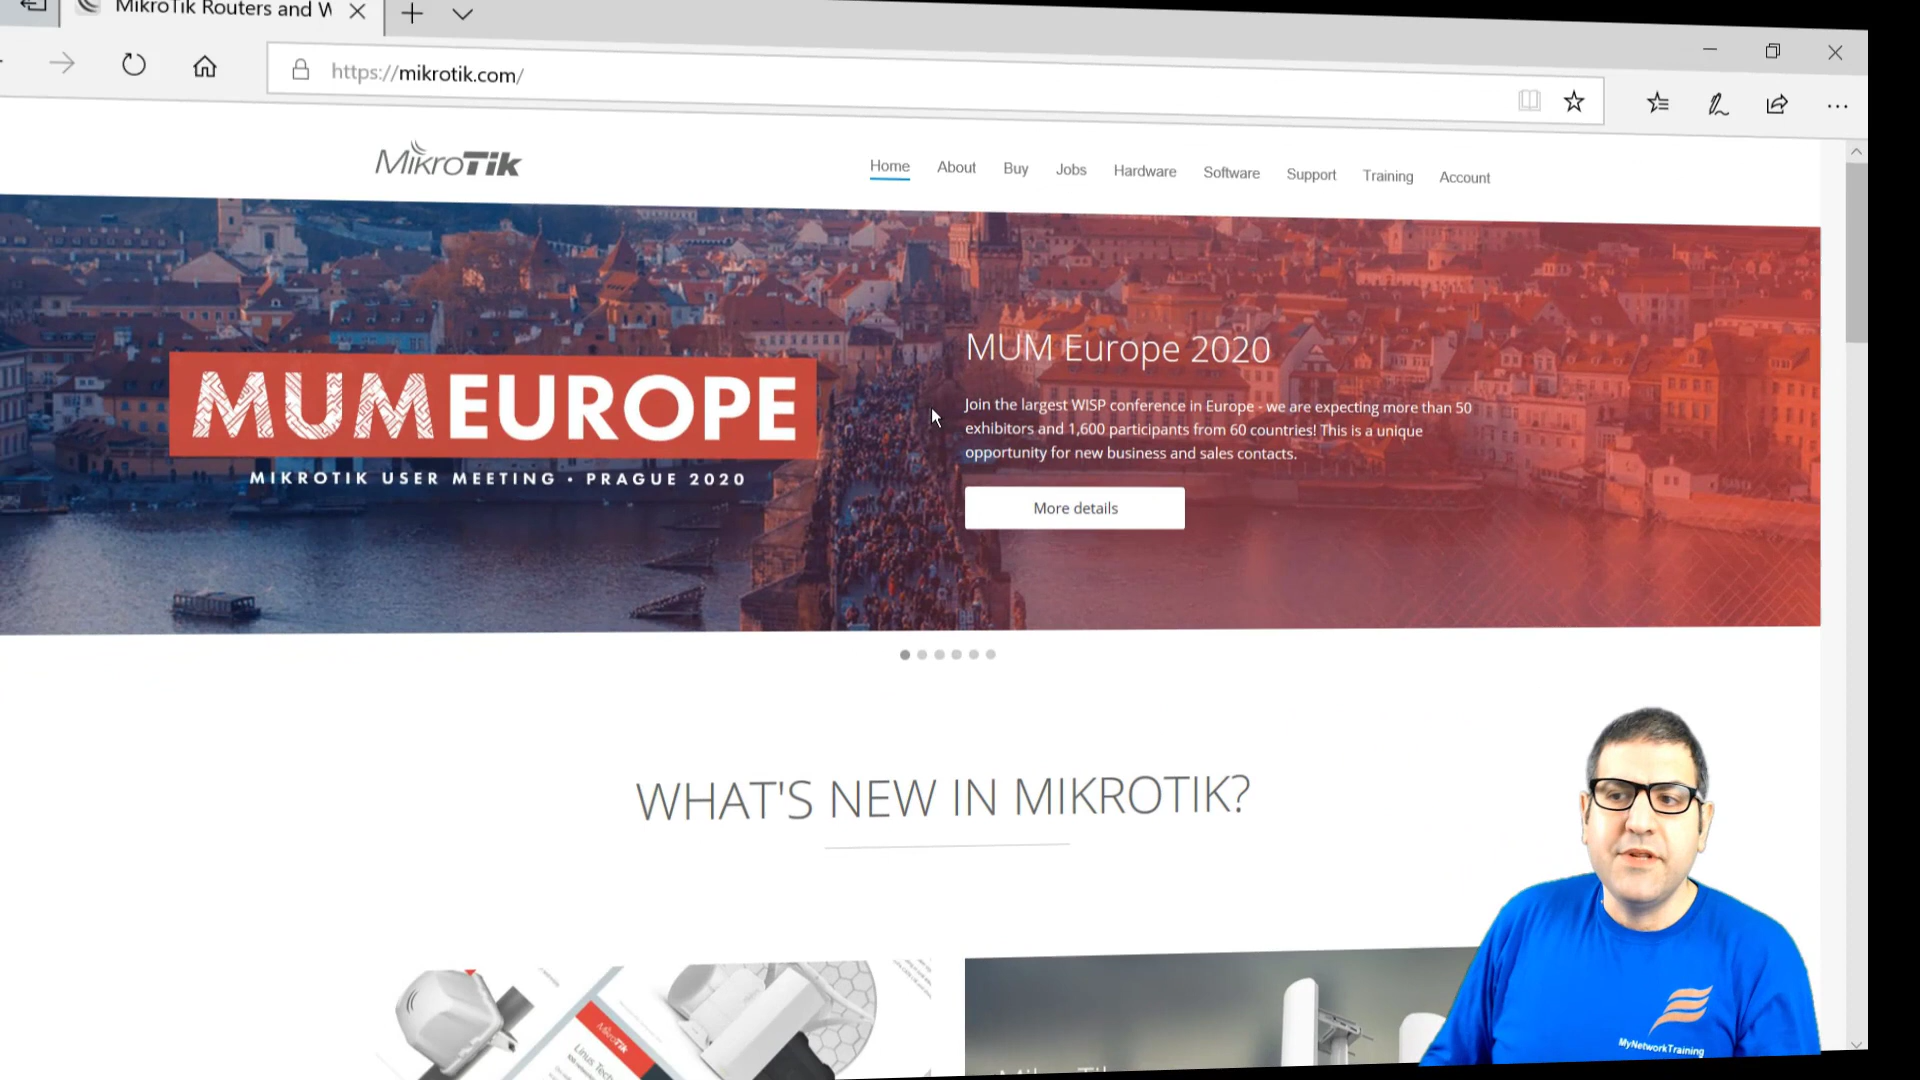 MikroTik Routers and W
https://mikrotik.com/
MikroTik
Home About Buy Jobs Hardware Software Support Training Account
MUM EUROPE
MIKROTIK USER MEETING • PRAGUE 2020
MUM Europe 2020
Join the largest WISP conference in Europe - we are expecting more than 50
exhibitors and 1,600 participants from 60 countries! This is a unique
opportunity for new business and sales contacts.
More details
WHAT'S NEW IN MIKROTIK?
MikroTik
MyNetworkTraining